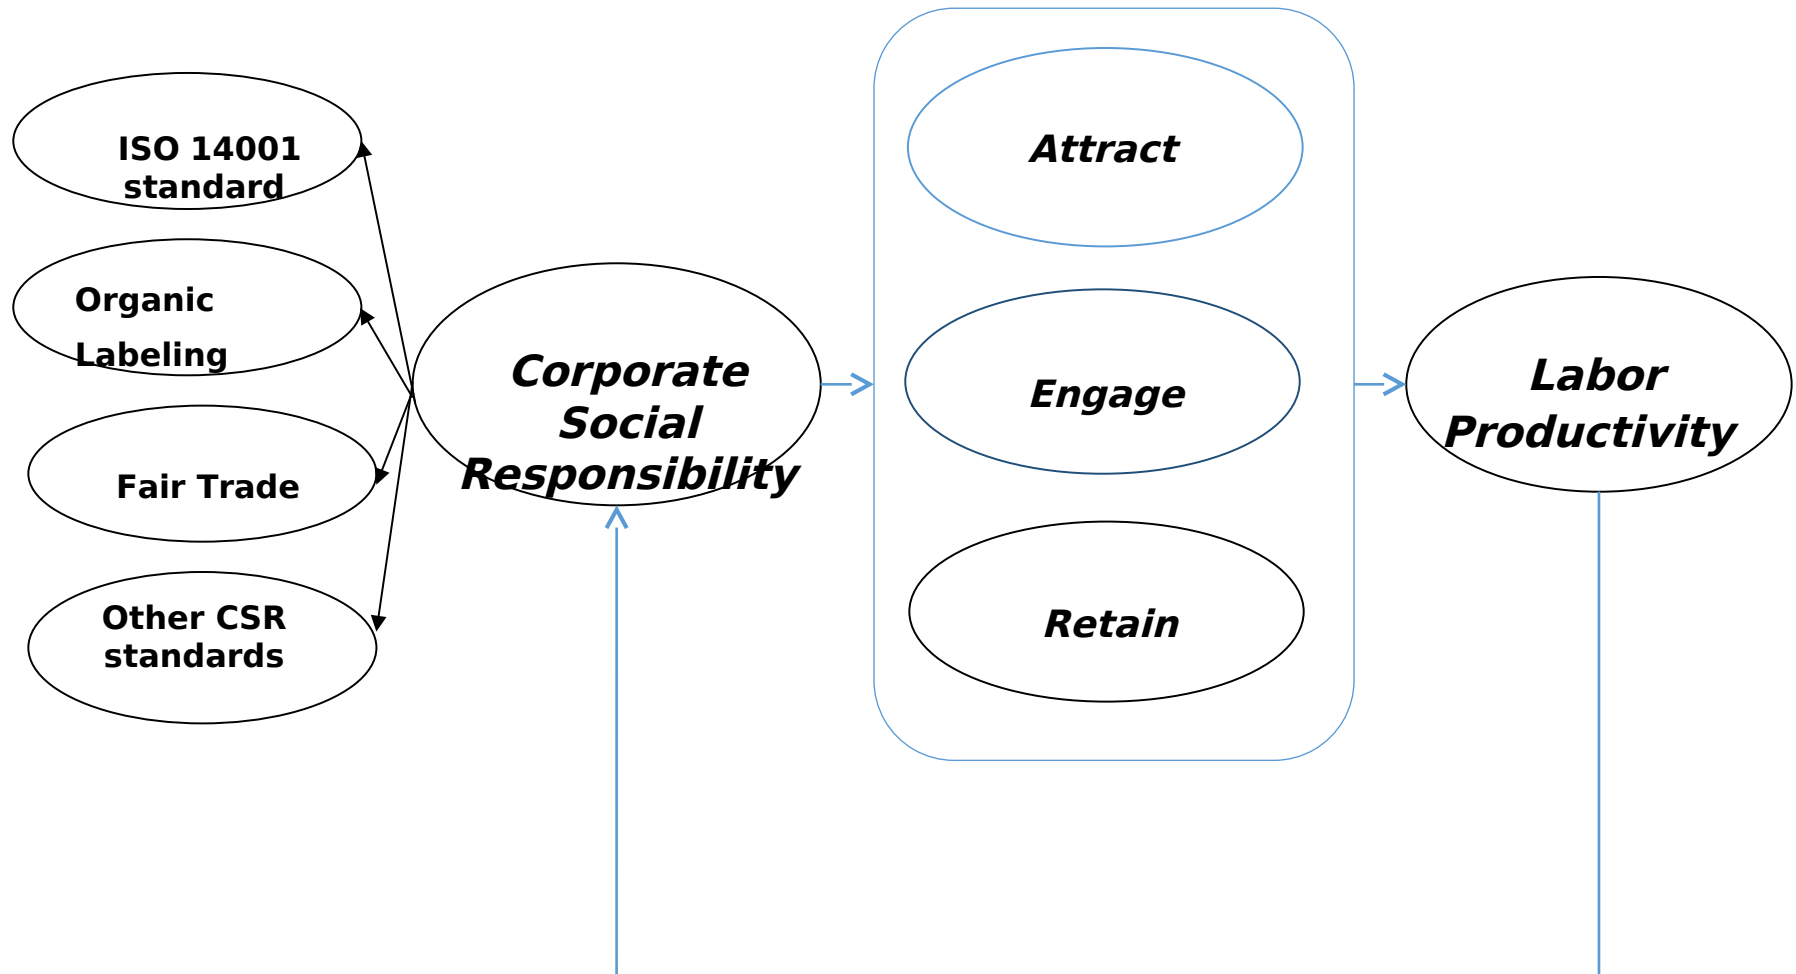 ISO 14001
standard
Organic
Labeling
Fair Trade
Other CSR
standards
Corporate
Social
Responsibility
Attract
Engage
Retain
Labor
Productivity